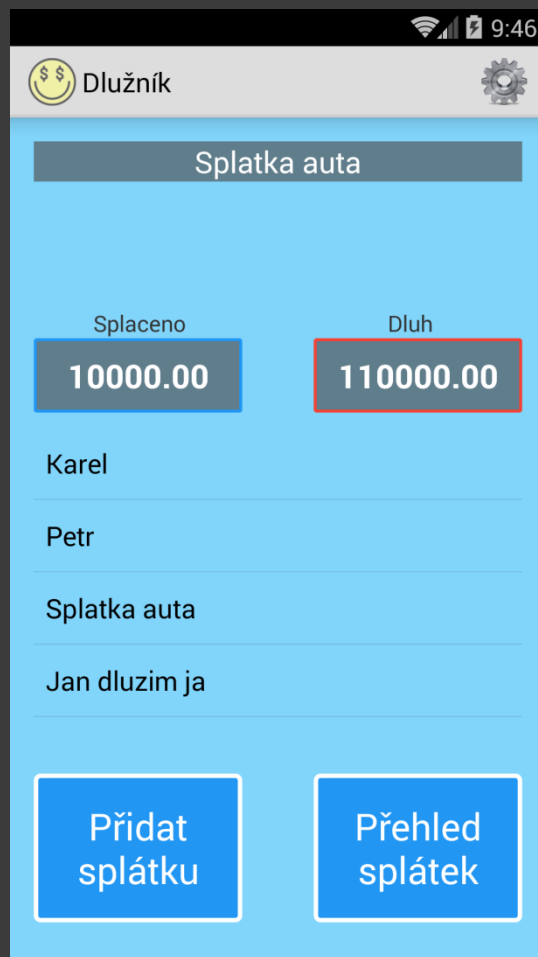 9:46
Dlužník
Splatka auta
Splaceno Dluh
10000.00 110000.00
Karel
Petr
Splatka auta
Jan dluzim ja
Přidat Přehled
splátku splátek